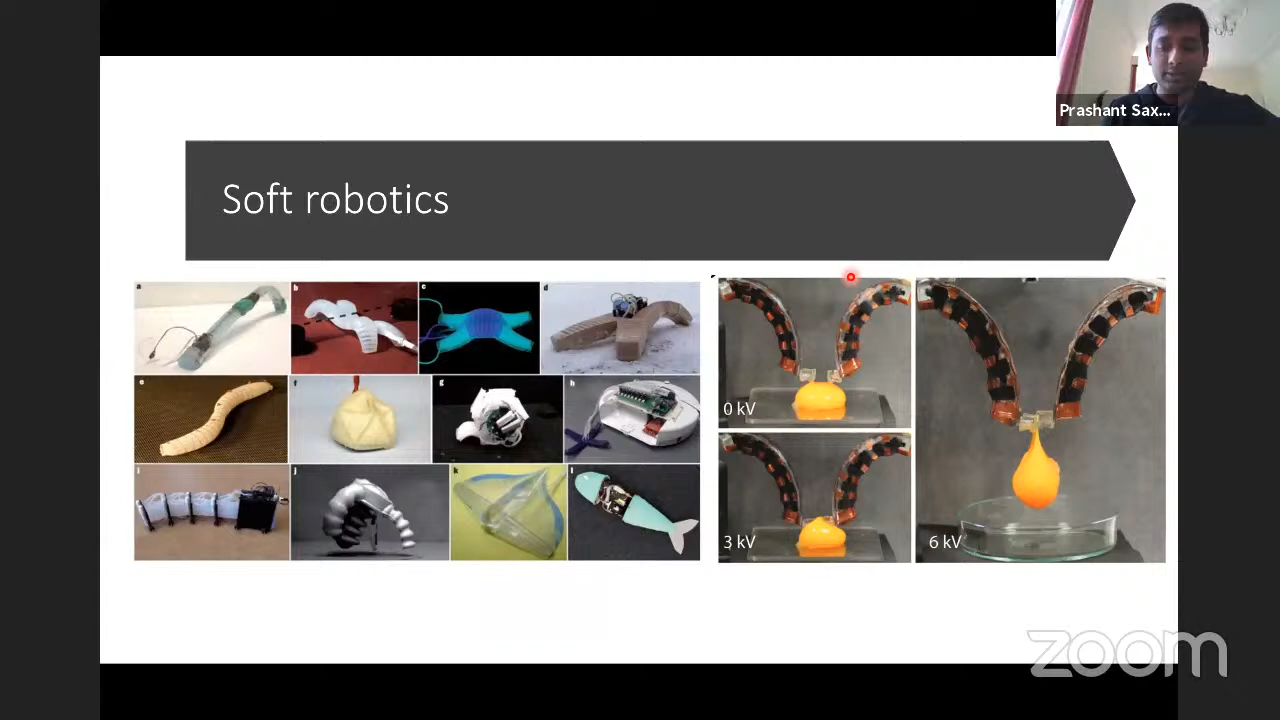 Prashant Sax...
Soft robotics
a
b
c
d
e
f
g
h
i
j
k
l
0 kV
3 kV
6 kV
zoom